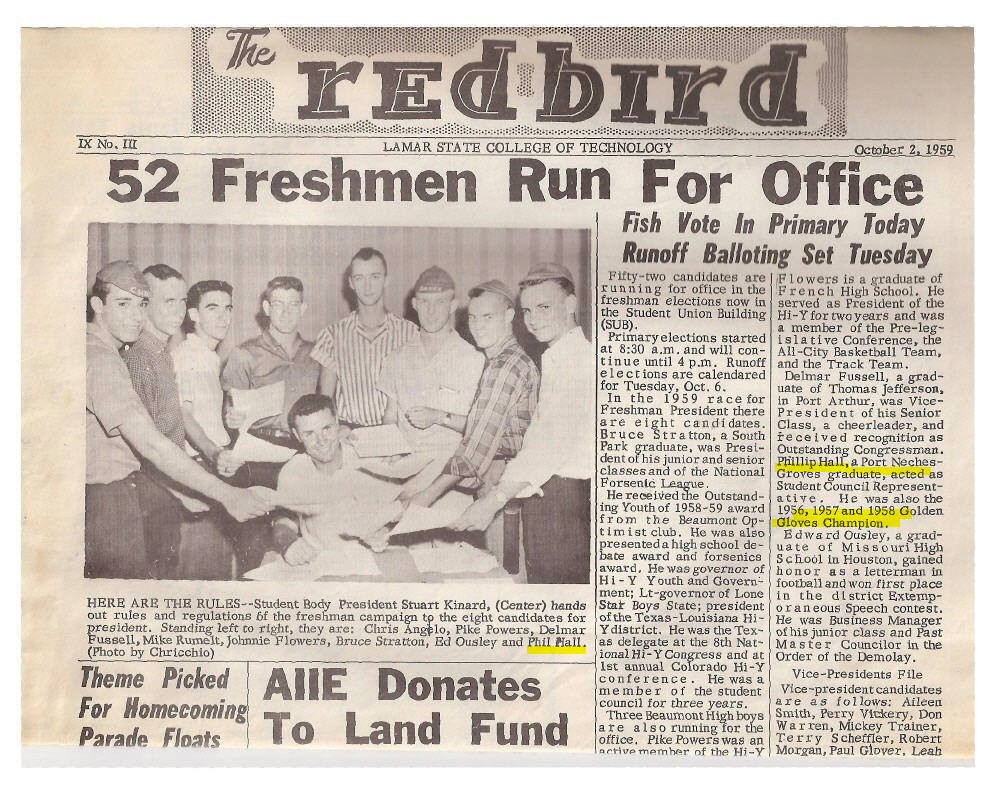 The redbird
IX No. III
LAMAR STATE COLLEGE OF TECHNOLOGY
October 2, 1959
52 Freshmen Run For Office
Fish Vote In Primary Today
Runoff Balloting Set Tuesday
HERE ARE THE RULES--Student Body President Stuart Kinard, (Center) hands
out rules and regulations of the freshman campaign to the eight candidates for
president. Standing left to right, they are: Chris Angelo, Pike Powers, Delmar
Fussell, Mike Rumelt, Johnnie Flowers, Bruce Stratton, Ed Ousley and Phil Hall.
(Photo by Chricchio)
Theme Picked
For Homecoming
Parade Floats
AIIE Donates
To Land Fund
Fifty-two candidates are
running for office in the
freshman elections now in
the Student Union Building
(SUB).
Primary elections started
at 8:30 a.m. and will con-
tinue until 4 p.m. Runoff
elections are calendared
for Tuesday, Oct. 6.
In the 1959 race for
Freshman President there
are eight candidates.
Bruce Stratton, a South
Park graduate, was Presi-
dent of his junior and senior
classes and of the National
Forsenic League.
He received the Outstand-
ing Youth of 1958-59 award
from the Beaumont Op-
timist club. He was also
presented a high school de-
bate award and forsenics
award. He was governor of
Hi-Y Youth and Govern-
ment; Lt-governor of Lone
Star Boys State; president
of the Texas-Louisiana Hi-
Y district. He was the Tex-
as delegate at the 8th Nat-
ional Hi-Y Congress and at
1st annual Colorado Hi-Y
conference. He was a
member of the student
council for three years.
Three Beaumont High boys
are also running for the
office. Pike Powers was an
active member of the Hi-Y
Flowers is a graduate of
French High School. He
served as President of the
Hi-Y for two years and was
a member of the Pre-leg-
islative Conference, the
All-City Basketball Team,
and the Track Team.
Delmar Fussell, a grad-
uate of Thomas Jefferson,
in Port Arthur, was Vice-
President of his Senior
Class, a cheerleader, and
received recognition as
Outstanding Congressman.
Phillip Hall, a Port Neches-
Groves graduate, acted as
Student Council Represent-
ative. He was also the
1956, 1957 and 1958 Golden
Gloves Champion.
Edward Ousley, a grad-
uate of Missouri High
School in Houston, gained
honor as a letterman in
football and won first place
in the district Extemp-
oraneous Speech contest.
He was Business Manager
of his junior class and Past
Master Councilor in the
Order of the Demolay.
Vice-Presidents File
Vice-president candidates
are as follows: Aileen
Smith, Perry Vickery, Don
Warren, Mickey Trainer,
Terry Scheffler, Robert
Morgan, Paul Glover, Leah